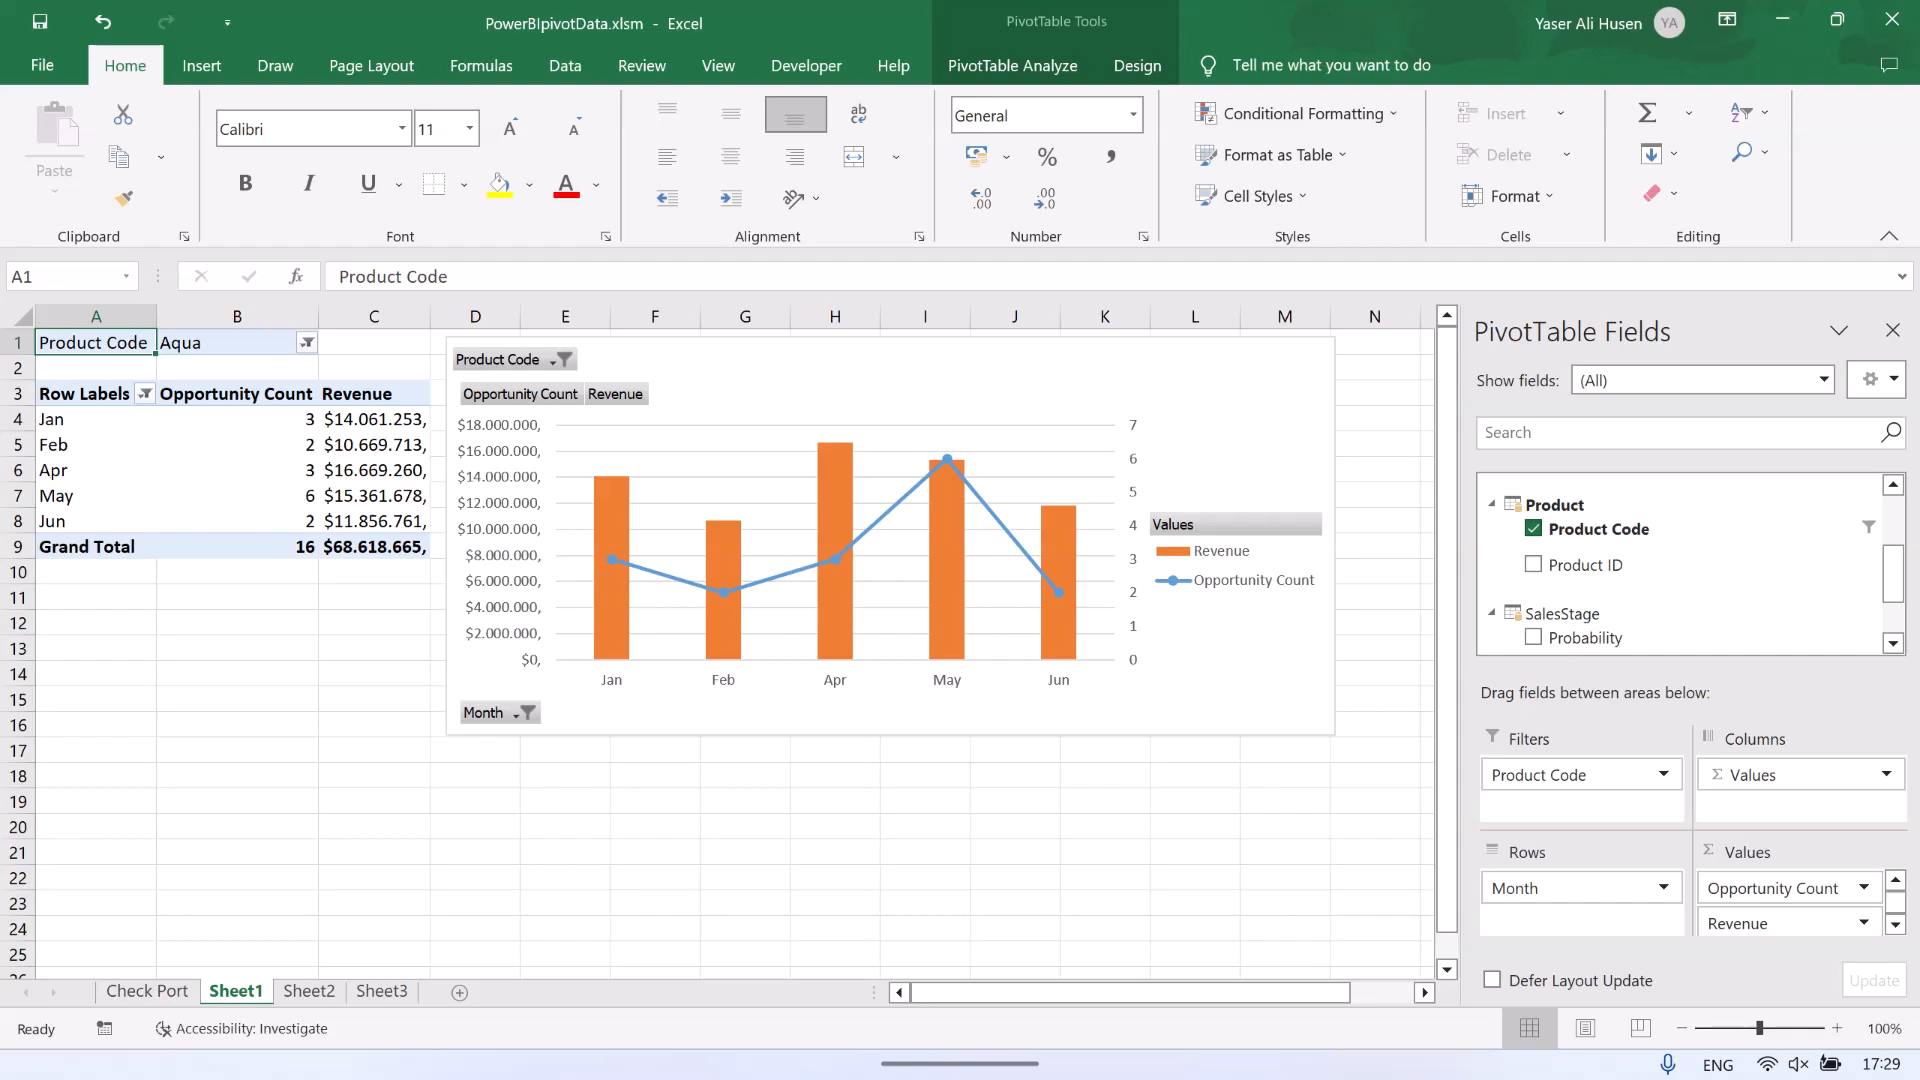 PowerBIpivotData.xlsm - Excel
PivotTable Tools
Yaser Ali Husen
YA
File
Home
Insert
Draw
Page Layout
Formulas
Data
Review
View
Developer
Help
PivotTable Analyze
Design
Tell me what you want to do
Paste
Clipboard
Calibri
11
A
A
B
I
U
A
Font
ab
Alignment
General
%
Number
Conditional Formatting
Format as Table
Cell Styles
Styles
Insert
Delete
Format
Cells
Editing
A1
fx
Product Code
A B C D E F G H I J K L M N
1 Product Code Aqua
2
3 Row Labels Opportunity Count Revenue
4 Jan 3 $14.061.253,
5 Feb 2 $10.669.713,
6 Apr 3 $16.669.260,
7 May 6 $15.361.678,
8 Jun 2 $11.856.761,
9 Grand Total 16 $68.618.665,
10
11
12
13
14
15
16
17
18
19
20
21
22
23
24
25
26
Product Code
Opportunity Count Revenue
$18.000.000,
$16.000.000,
$14.000.000,
$12.000.000,
$10.000.000,
$8.000.000,
$6.000.000,
$4.000.000,
$2.000.000,
$0,
7
6
5
4
3
2
1
0
Jan Feb Apr May Jun
Values
Revenue
Opportunity Count
Month
PivotTable Fields
Show fields: (All)
Search
Product
Product Code
Product ID
SalesStage
Probability
Drag fields between areas below:
Filters
Product Code
Columns
Σ Values
Rows
Month
Σ Values
Opportunity Count
Revenue
Defer Layout Update
Update
Check Port
Sheet1
Sheet2
Sheet3
Ready
Accessibility: Investigate
100%
ENG
17:29